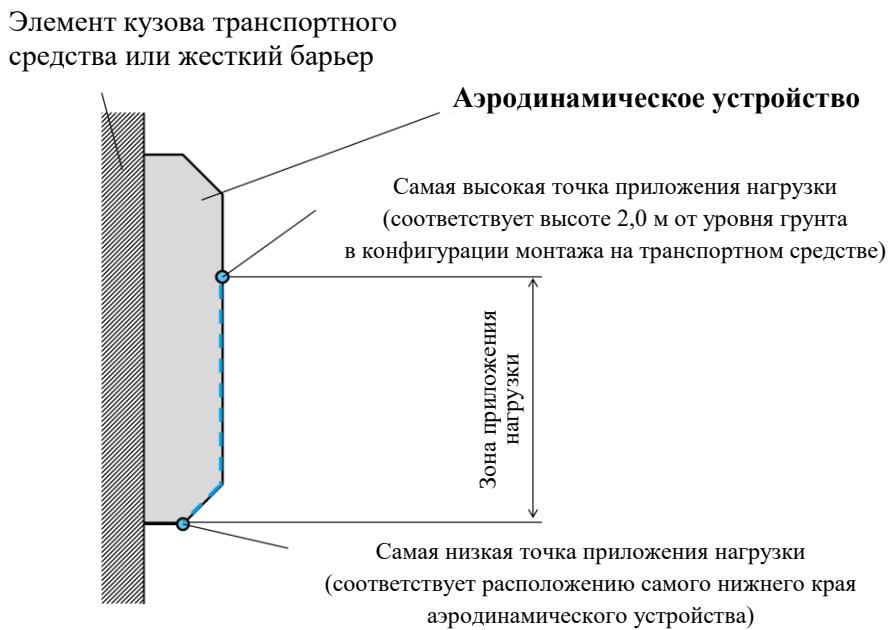 Элемент кузова транспортного
средства или жесткий барьер
Аэродинамическое устройство
Самая высокая точка приложения нагрузки
(соответствует высоте 2,0 м от уровня грунта
в конфигурации монтажа на транспортном средстве)
Зона приложения
нагрузки
Самая низкая точка приложения нагрузки
(соответствует расположению самого нижнего края
аэродинамического устройства)